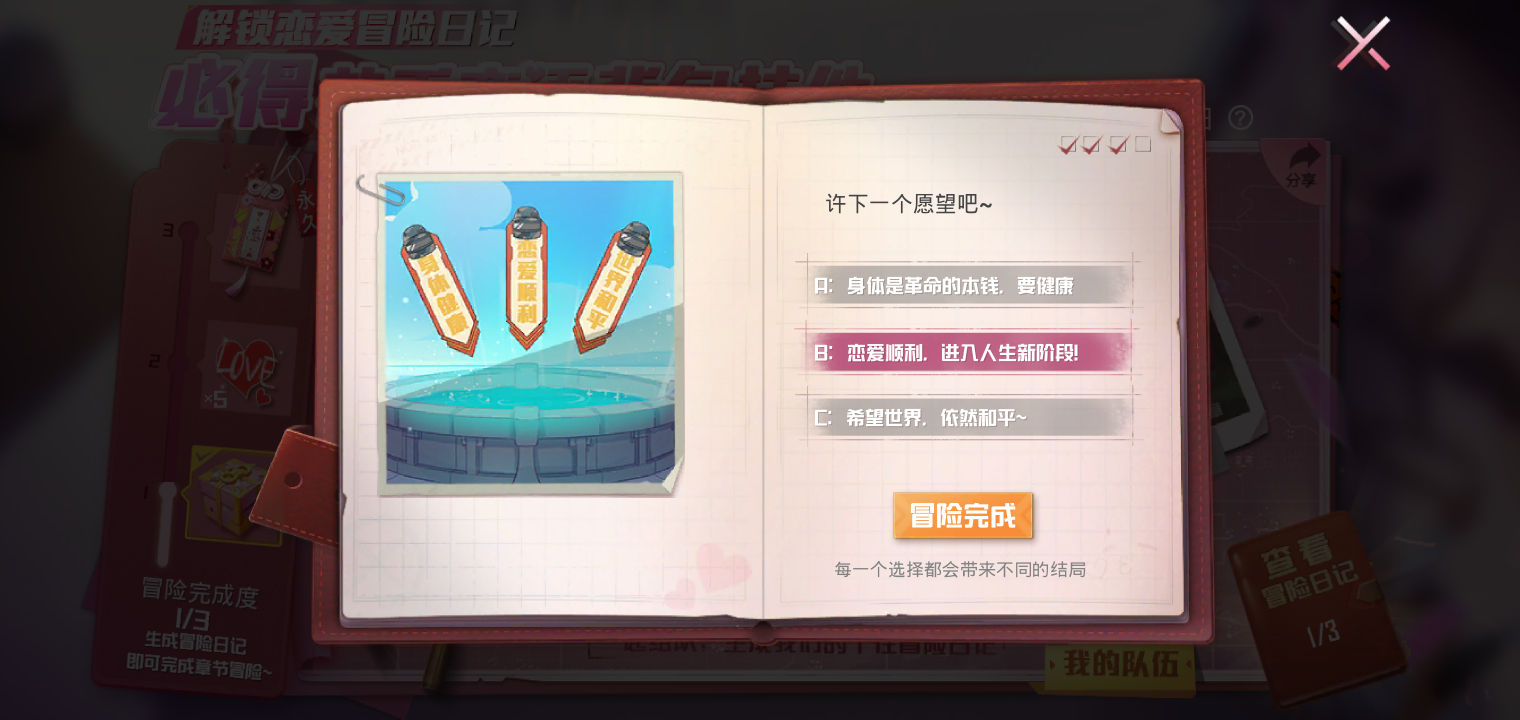 解锁恋爱冒险日记
必得
分享
永久
3
2
LOVE
×5
1
冒险完成度
1/3
生成冒险日记
即可完成章节冒险~
身体健康
恋爱顺利
世界和平
许下一个愿望吧~
A: 身体是革命的本钱, 要健康
B: 恋爱顺利, 进入人生新阶段!
C: 希望世界, 依然和平~
冒险完成
每一个选择都会带来不同的结局
查看
冒险日记
1/3
我的队伍